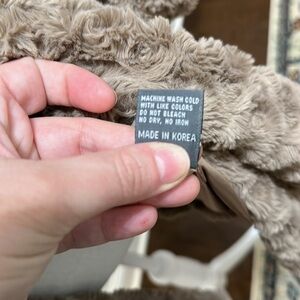 MACHINE WASH COLD
WITH LIKE COLORS
DO NOT BLEACH
NO DRY, NO IRON
MADE IN KOREA